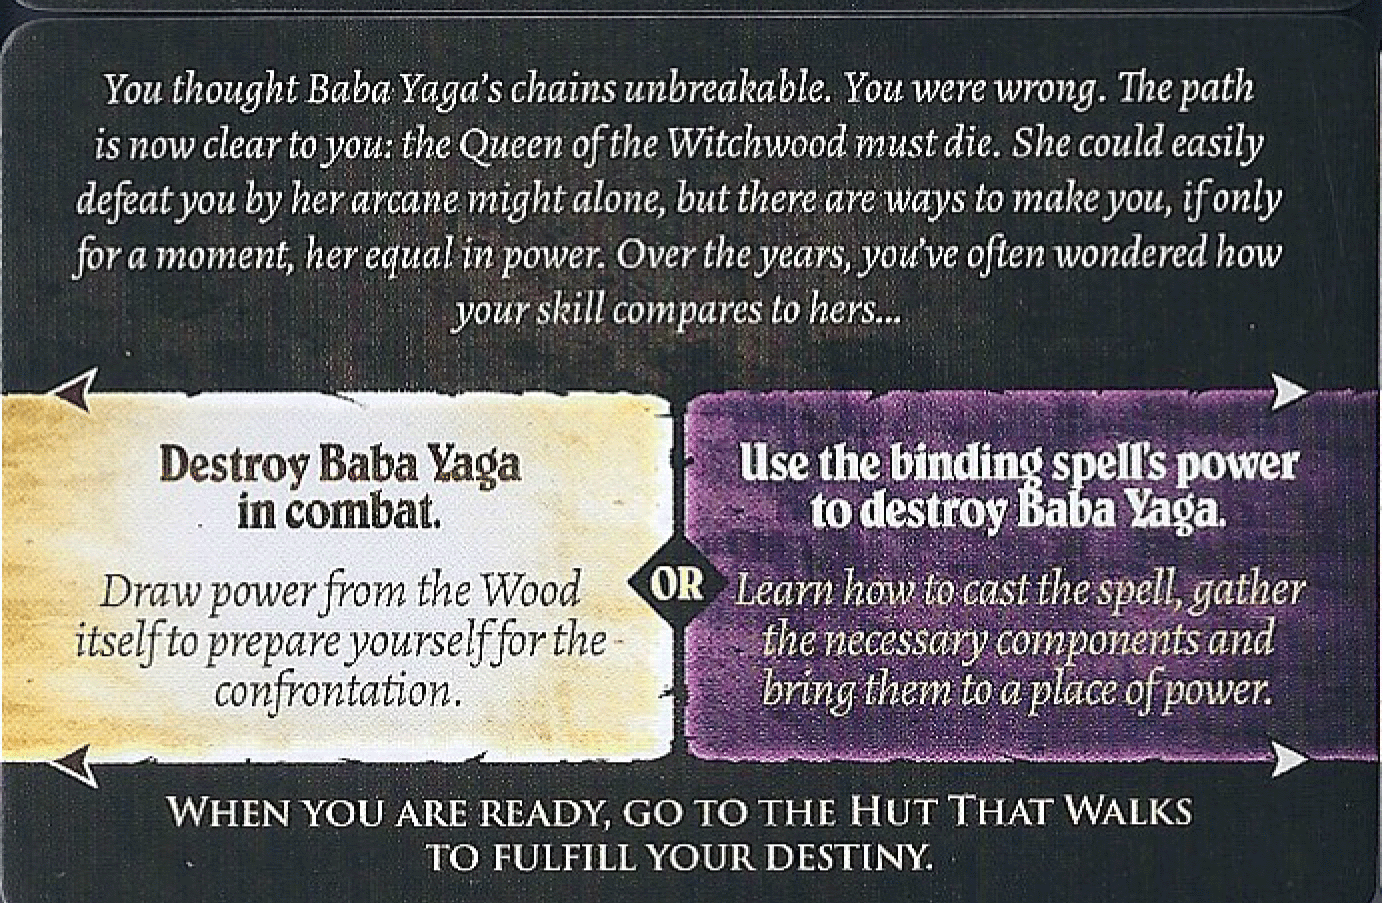 You thought Baba Yaga's chains unbreakable. You were wrong. The path
is now clear to you: the Queen of the Witchwood must die. She could easily
defeat you by her arcane might alone, but there are ways to make you, if only
for a moment, her equal in power. Over the years, you've often wondered how
your skill compares to hers...
Destroy Baba Yaga
in combat.
Draw power from the Wood
itself to prepare yourself for the
confrontation.
OR
Use the binding spell's power
to destroy Baba Yaga.
Learn how to cast the spell, gather
the necessary components and
bring them to a place of power.
WHEN YOU ARE READY, GO TO THE HUT THAT WALKS
TO FULFILL YOUR DESTINY.